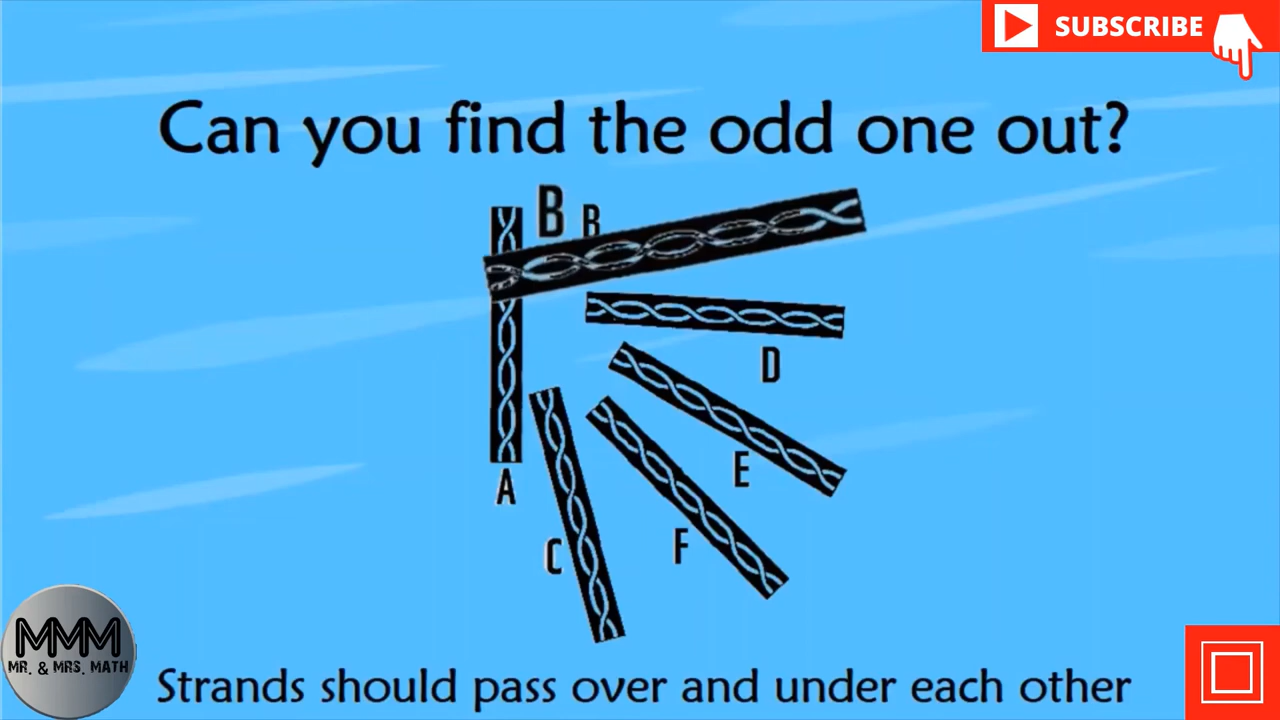 SUBSCRIBE
Can you find the odd one out?
B
B
D
E
A
F
C
MMM
MR. & MRS. MATH
Strands should pass over and under each other